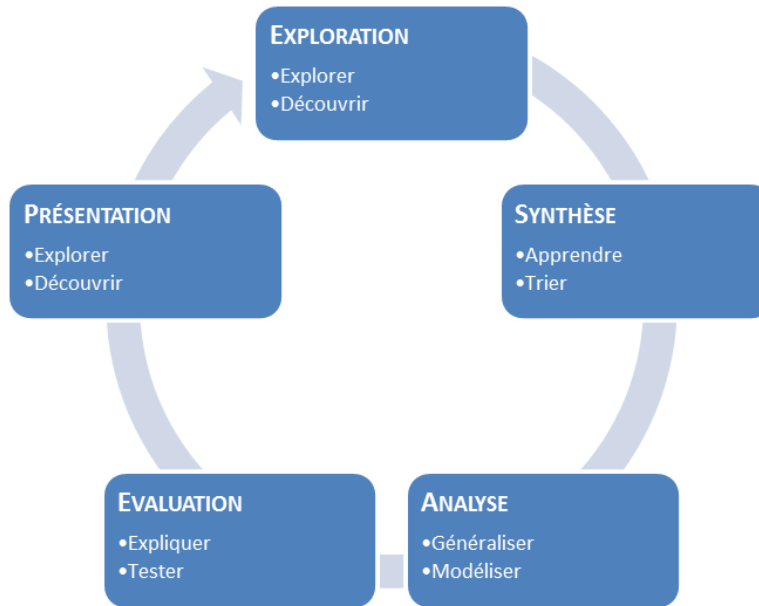 EXPLORATION
•Explorer
•Découvrir
SYNTHÈSE
•Apprendre
•Trier
ANALYSE
•Généraliser
•Modéliser
EVALUATION
•Expliquer
•Tester
PRÉSENTATION
•Explorer
•Découvrir